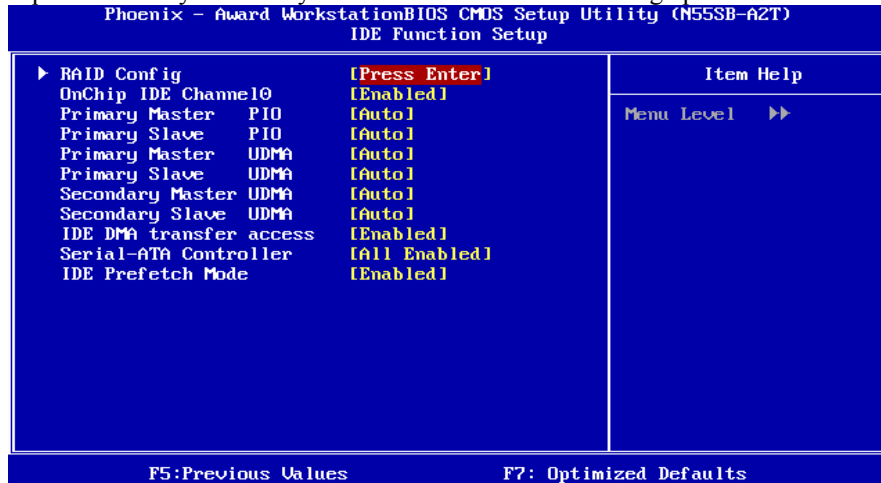 Phoenix - Award WorkstationBIOS CMOS Setup Utility (N55SB-A2T)
IDE Function Setup
RAID Config [Press Enter]
OnChip IDE Channel0 [Enabled]
Primary Master PIO [Auto]
Primary Slave PIO [Auto]
Primary Master UDMA [Auto]
Primary Slave UDMA [Auto]
Secondary Master UDMA [Auto]
Secondary Slave UDMA [Auto]
IDE DMA transfer access [Enabled]
Serial-ATA Controller [All Enabled]
IDE Prefetch Mode [Enabled]
Item Help
Menu Level
F5:Previous Values F7: Optimized Defaults